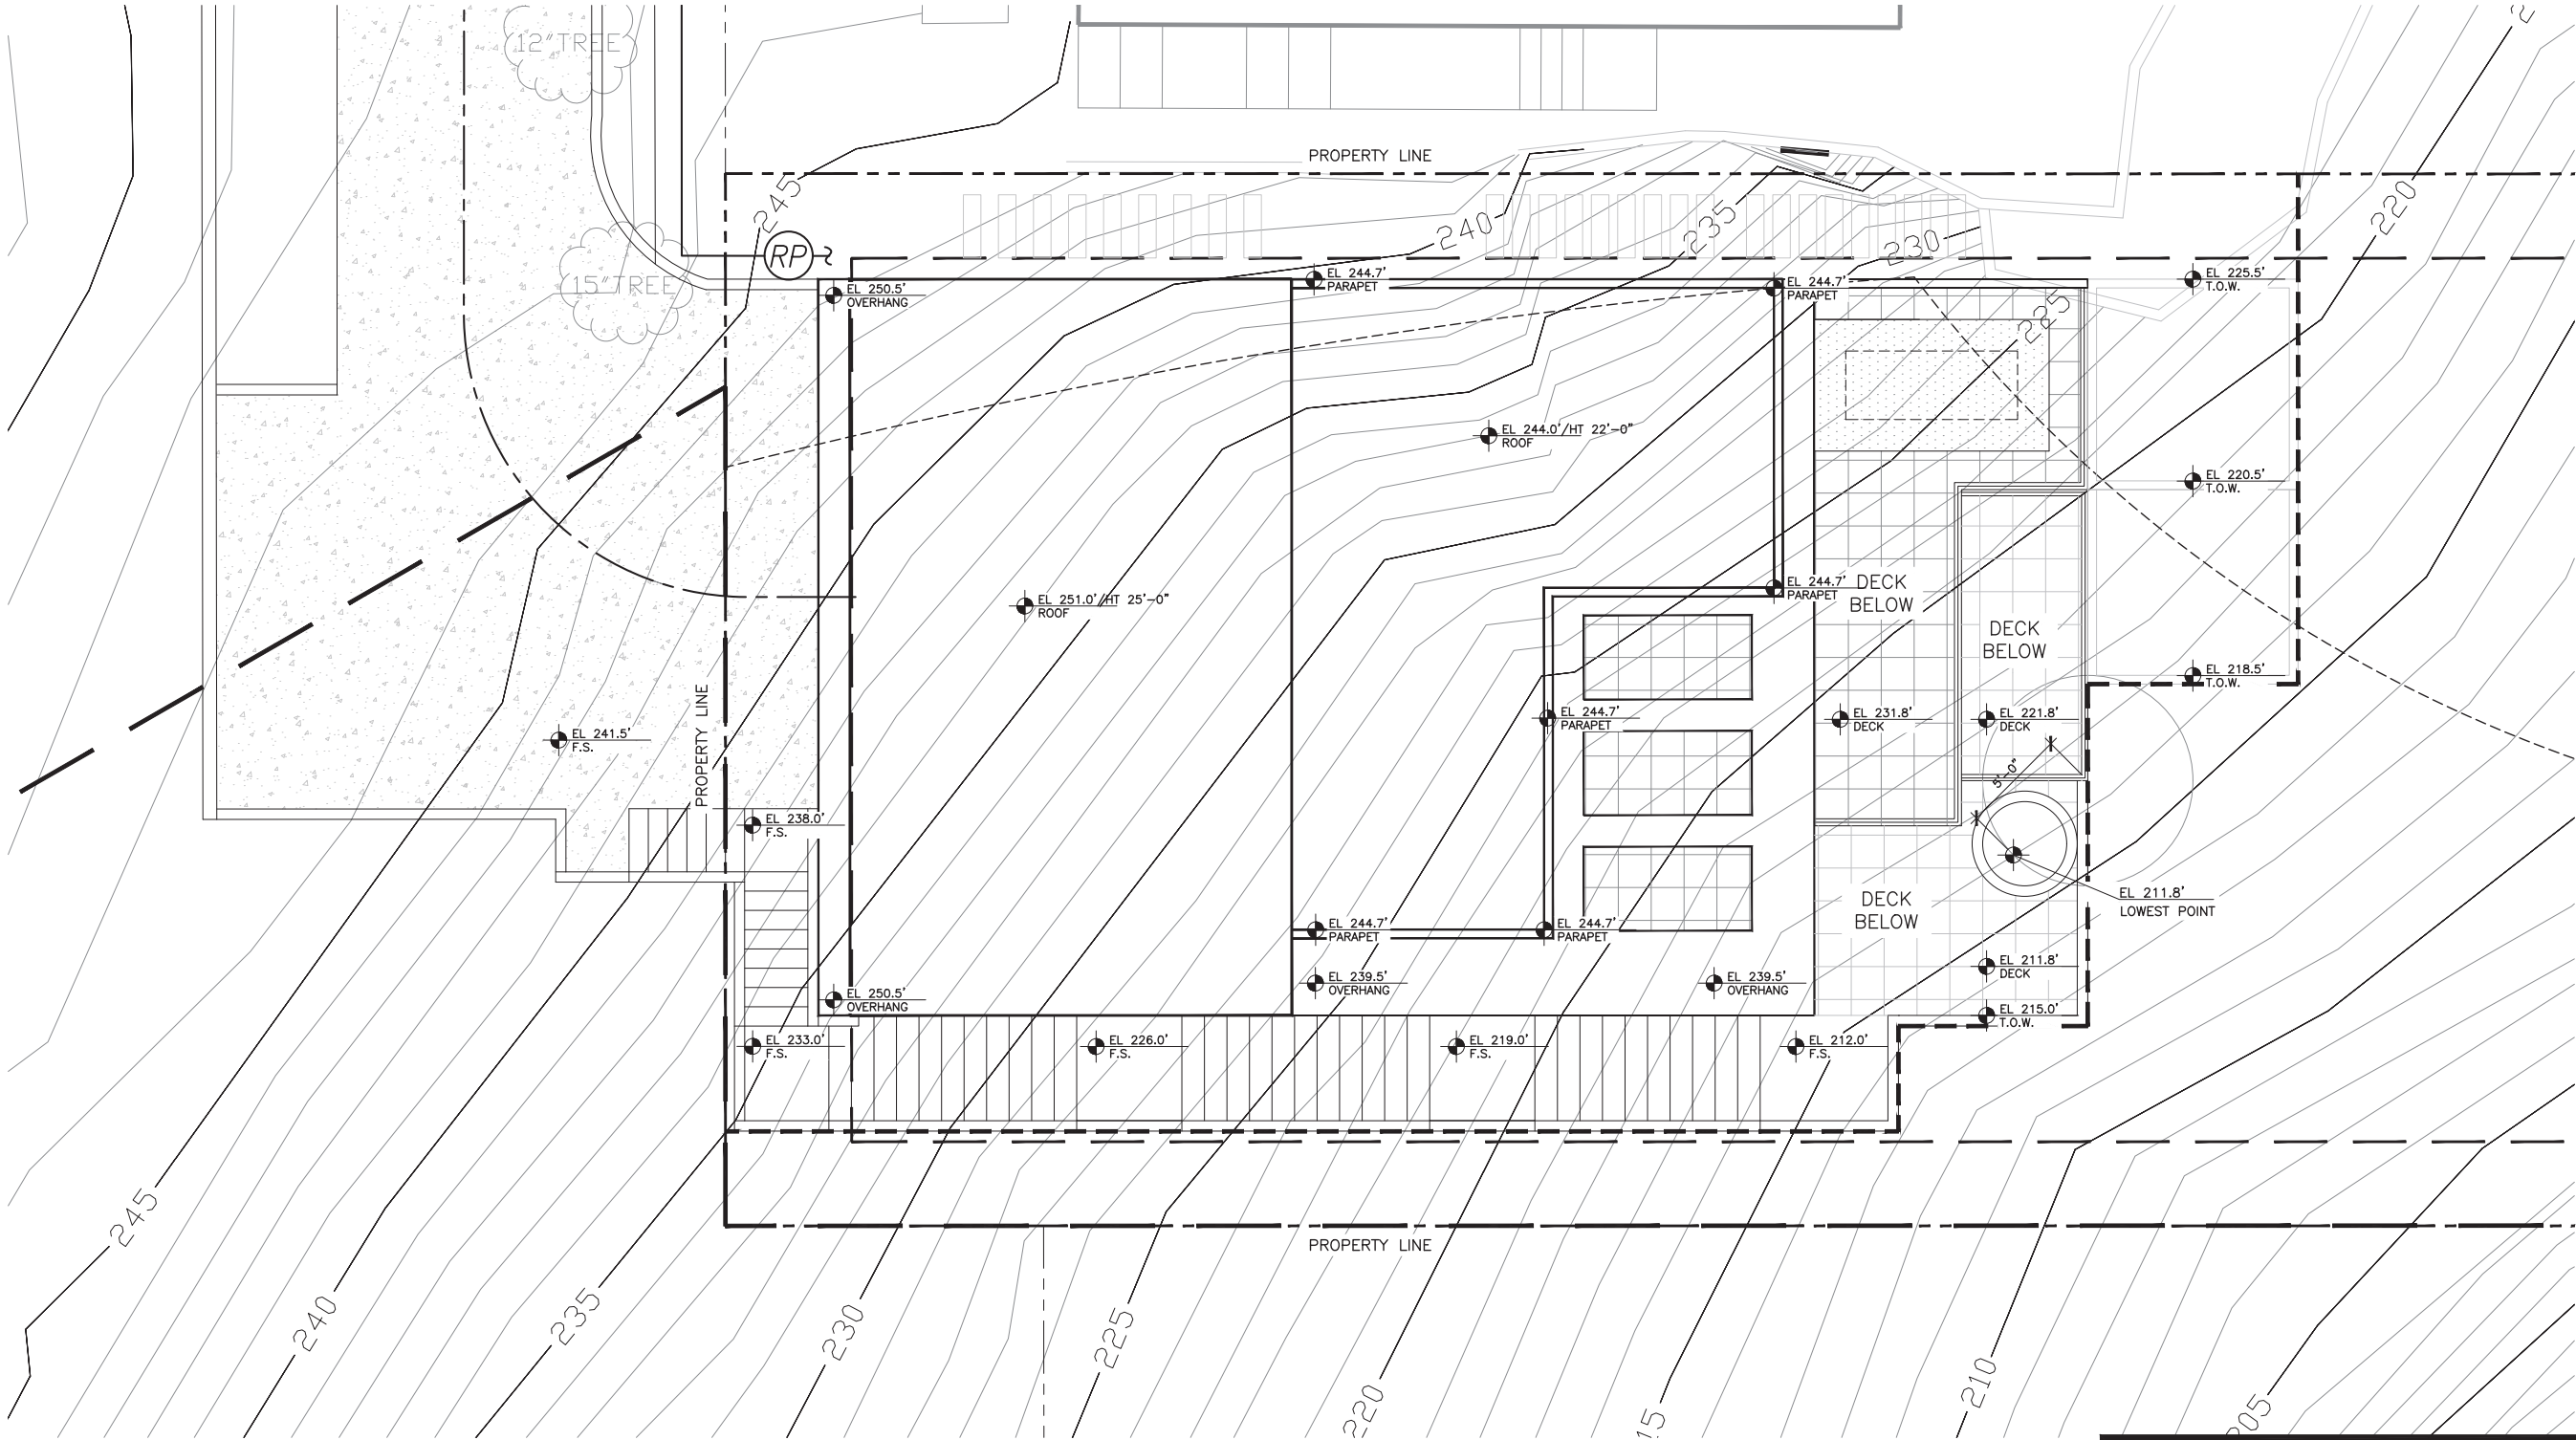 12"TREE
PROPERTY LINE
245
220
240
235
230
RP
15"TREE
EL 250.5'
OVERHANG
EL 244.7'
PARAPET
EL 244.7'
PARAPET
EL 225.5'
T.O.W.
225
EL 244.0'/HT 22'-0"
ROOF
EL 220.5'
T.O.W.
EL 251.0'/HT 25'-0"
ROOF
EL 244.7'
PARAPET
DECK
BELOW
DECK
BELOW
EL 218.5'
T.O.W.
PROPERTY LINE
EL 241.5'
F.S.
EL 244.7'
PARAPET
EL 231.8'
DECK
EL 221.8'
DECK
5'-0"
EL 238.0'
F.S.
EL 211.8'
LOWEST POINT
DECK
BELOW
EL 244.7'
PARAPET
EL 244.7'
PARAPET
EL 239.5'
OVERHANG
EL 239.5'
OVERHANG
EL 211.8'
DECK
EL 250.5'
OVERHANG
EL 215.0'
T.O.W.
EL 233.0'
F.S.
EL 226.0'
F.S.
EL 219.0'
F.S.
EL 212.0'
F.S.
PROPERTY LINE
245
240
235
230
225
220
15
210
205